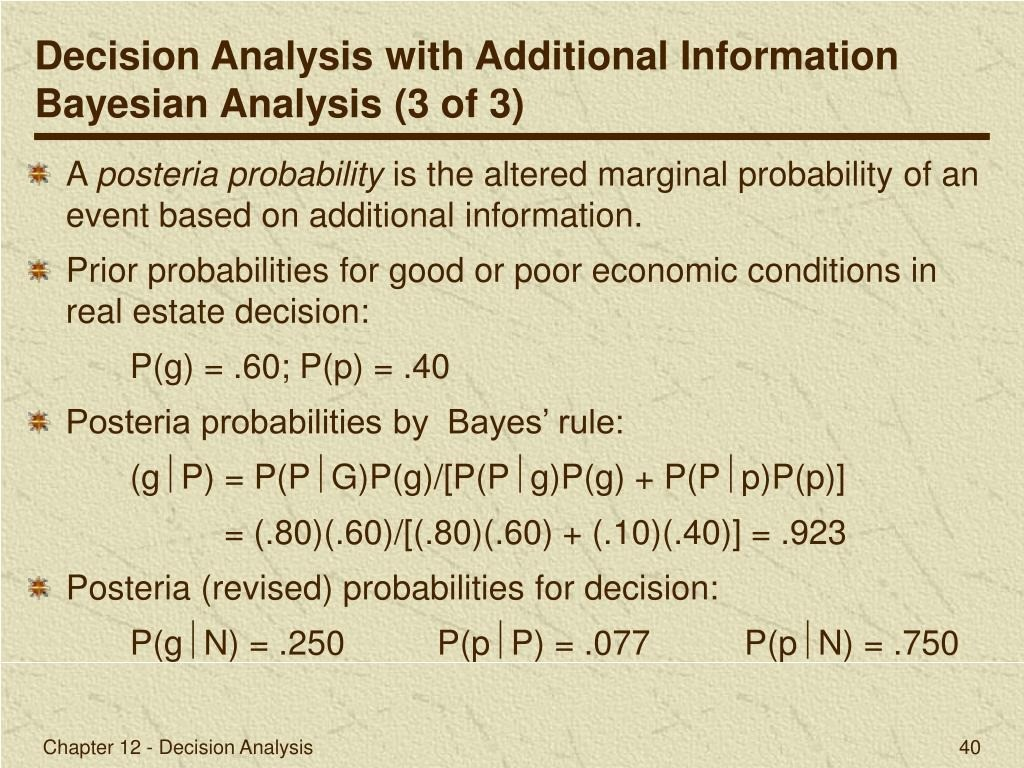 Decision Analysis with Additional Information
Bayesian Analysis (3 of 3)
A posteria probability is the altered marginal probability of an
event based on additional information.
Prior probabilities for good or poor economic conditions in
real estate decision:
P(g) = .60; P(p) = .40
Posteria probabilities by  Bayes’ rule:
(g|P) = P(P|G)P(g)/[P(P|g)P(g) + P(P|p)P(p)]
= (.80)(.60)/[(.80)(.60) + (.10)(.40)] = .923
Posteria (revised) probabilities for decision:
P(g|N) = .250 P(p|P) = .077 P(p|N) = .750
Chapter 12 - Decision Analysis 40